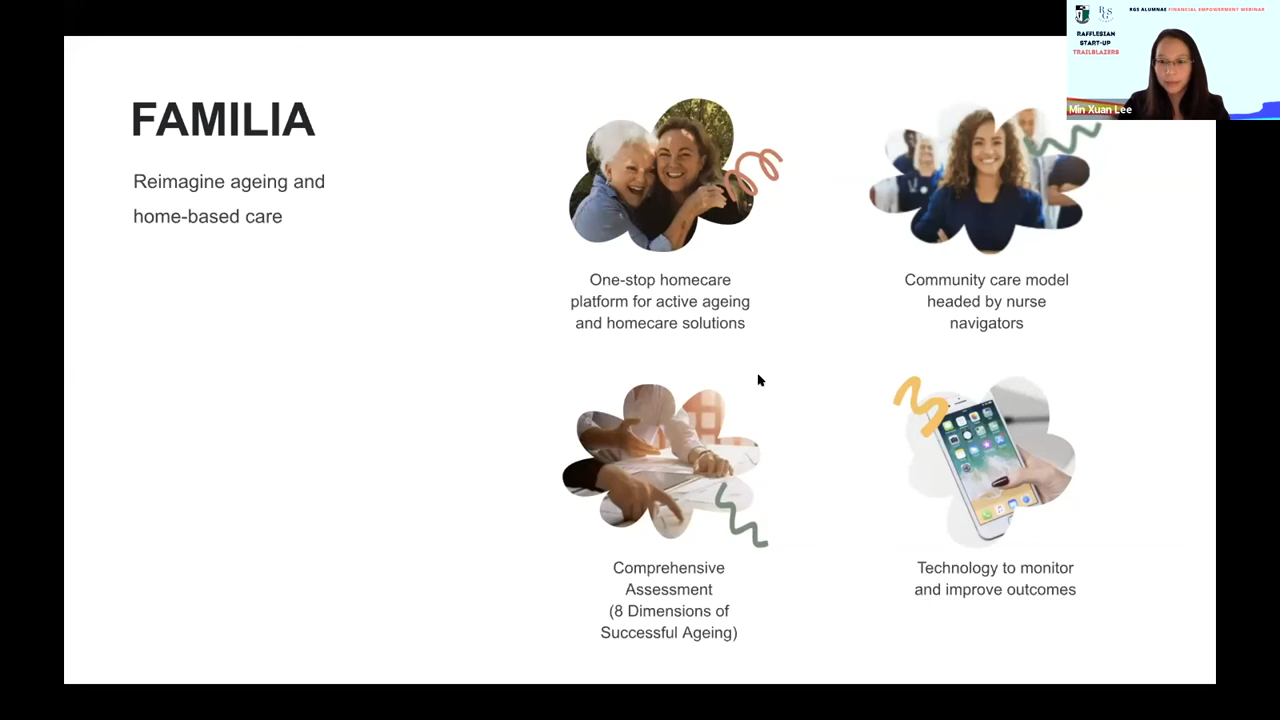 FAMILIA
Reimagine ageing and
home-based care
One-stop homecare
platform for active ageing
and homecare solutions
Community care model
headed by nurse
navigators
Comprehensive
Assessment
(8 Dimensions of
Successful Ageing)
Technology to monitor
and improve outcomes
RGS
RGS ALUMNAE FINANCIAL EMPOWERMENT WEBINAR
RAFFLESIAN
START-UP
TRAILBLAZERS
Min Xuan Lee